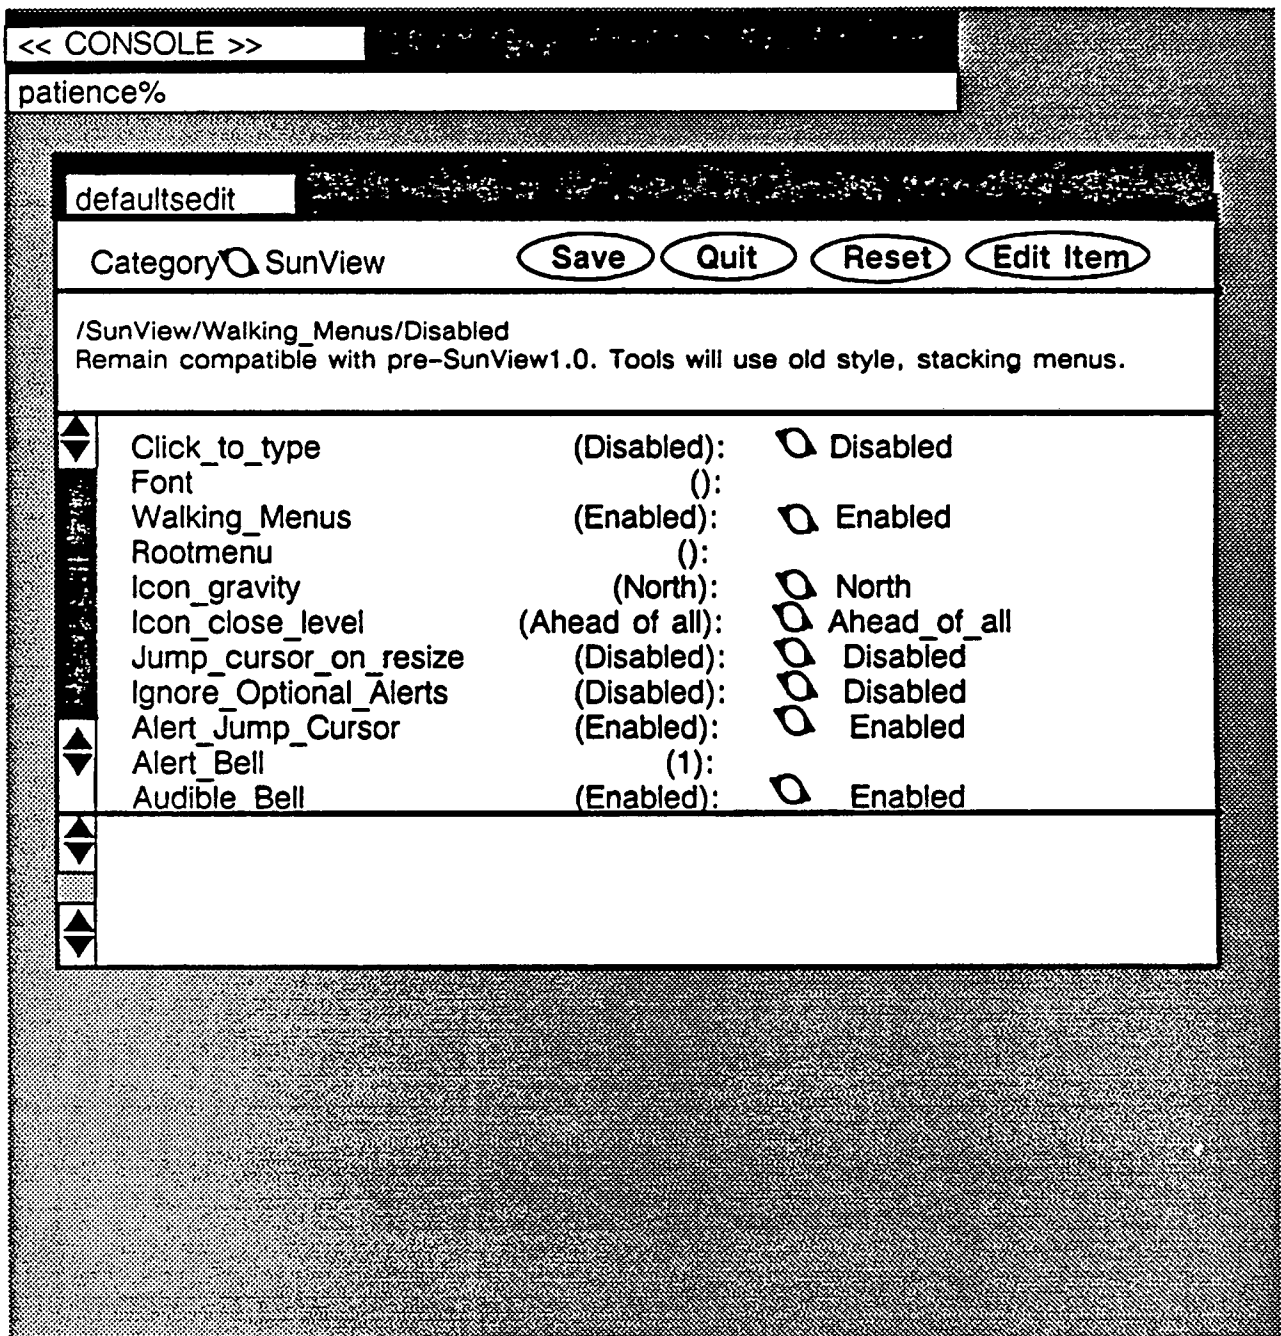 << CONSOLE >>
patience%
defaultsedit
Category SunView Save Quit Reset Edit Item
/SunView/Walking_Menus/Disabled
Remain compatible with pre-SunView1.0. Tools will use old style, stacking menus.
Click_to_type (Disabled): Disabled
Font ():
Walking_Menus (Enabled): Enabled
Rootmenu ():
Icon_gravity (North): North
Icon_close_level (Ahead of all): Ahead_of_all
Jump_cursor_on_resize (Disabled): Disabled
Ignore_Optional_Alerts (Disabled): Disabled
Alert_Jump_Cursor (Enabled): Enabled
Alert_Bell (1):
Audible Bell (Enabled): Enabled